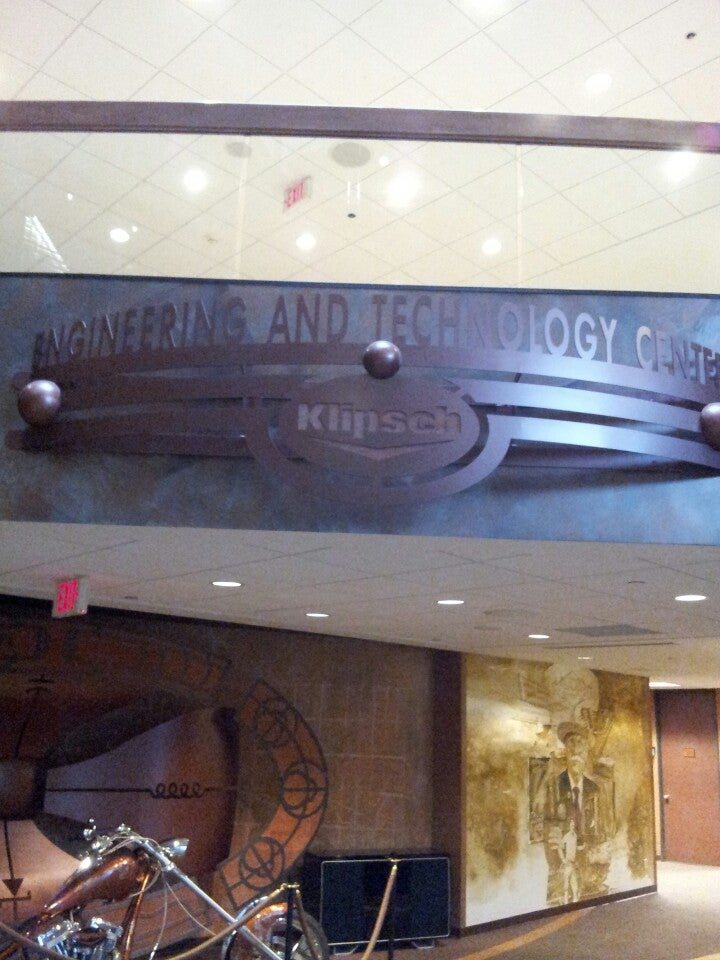 EXIT
ENGINEERING AND TECHNOLOGY CENTE
Klipsch
EXIT